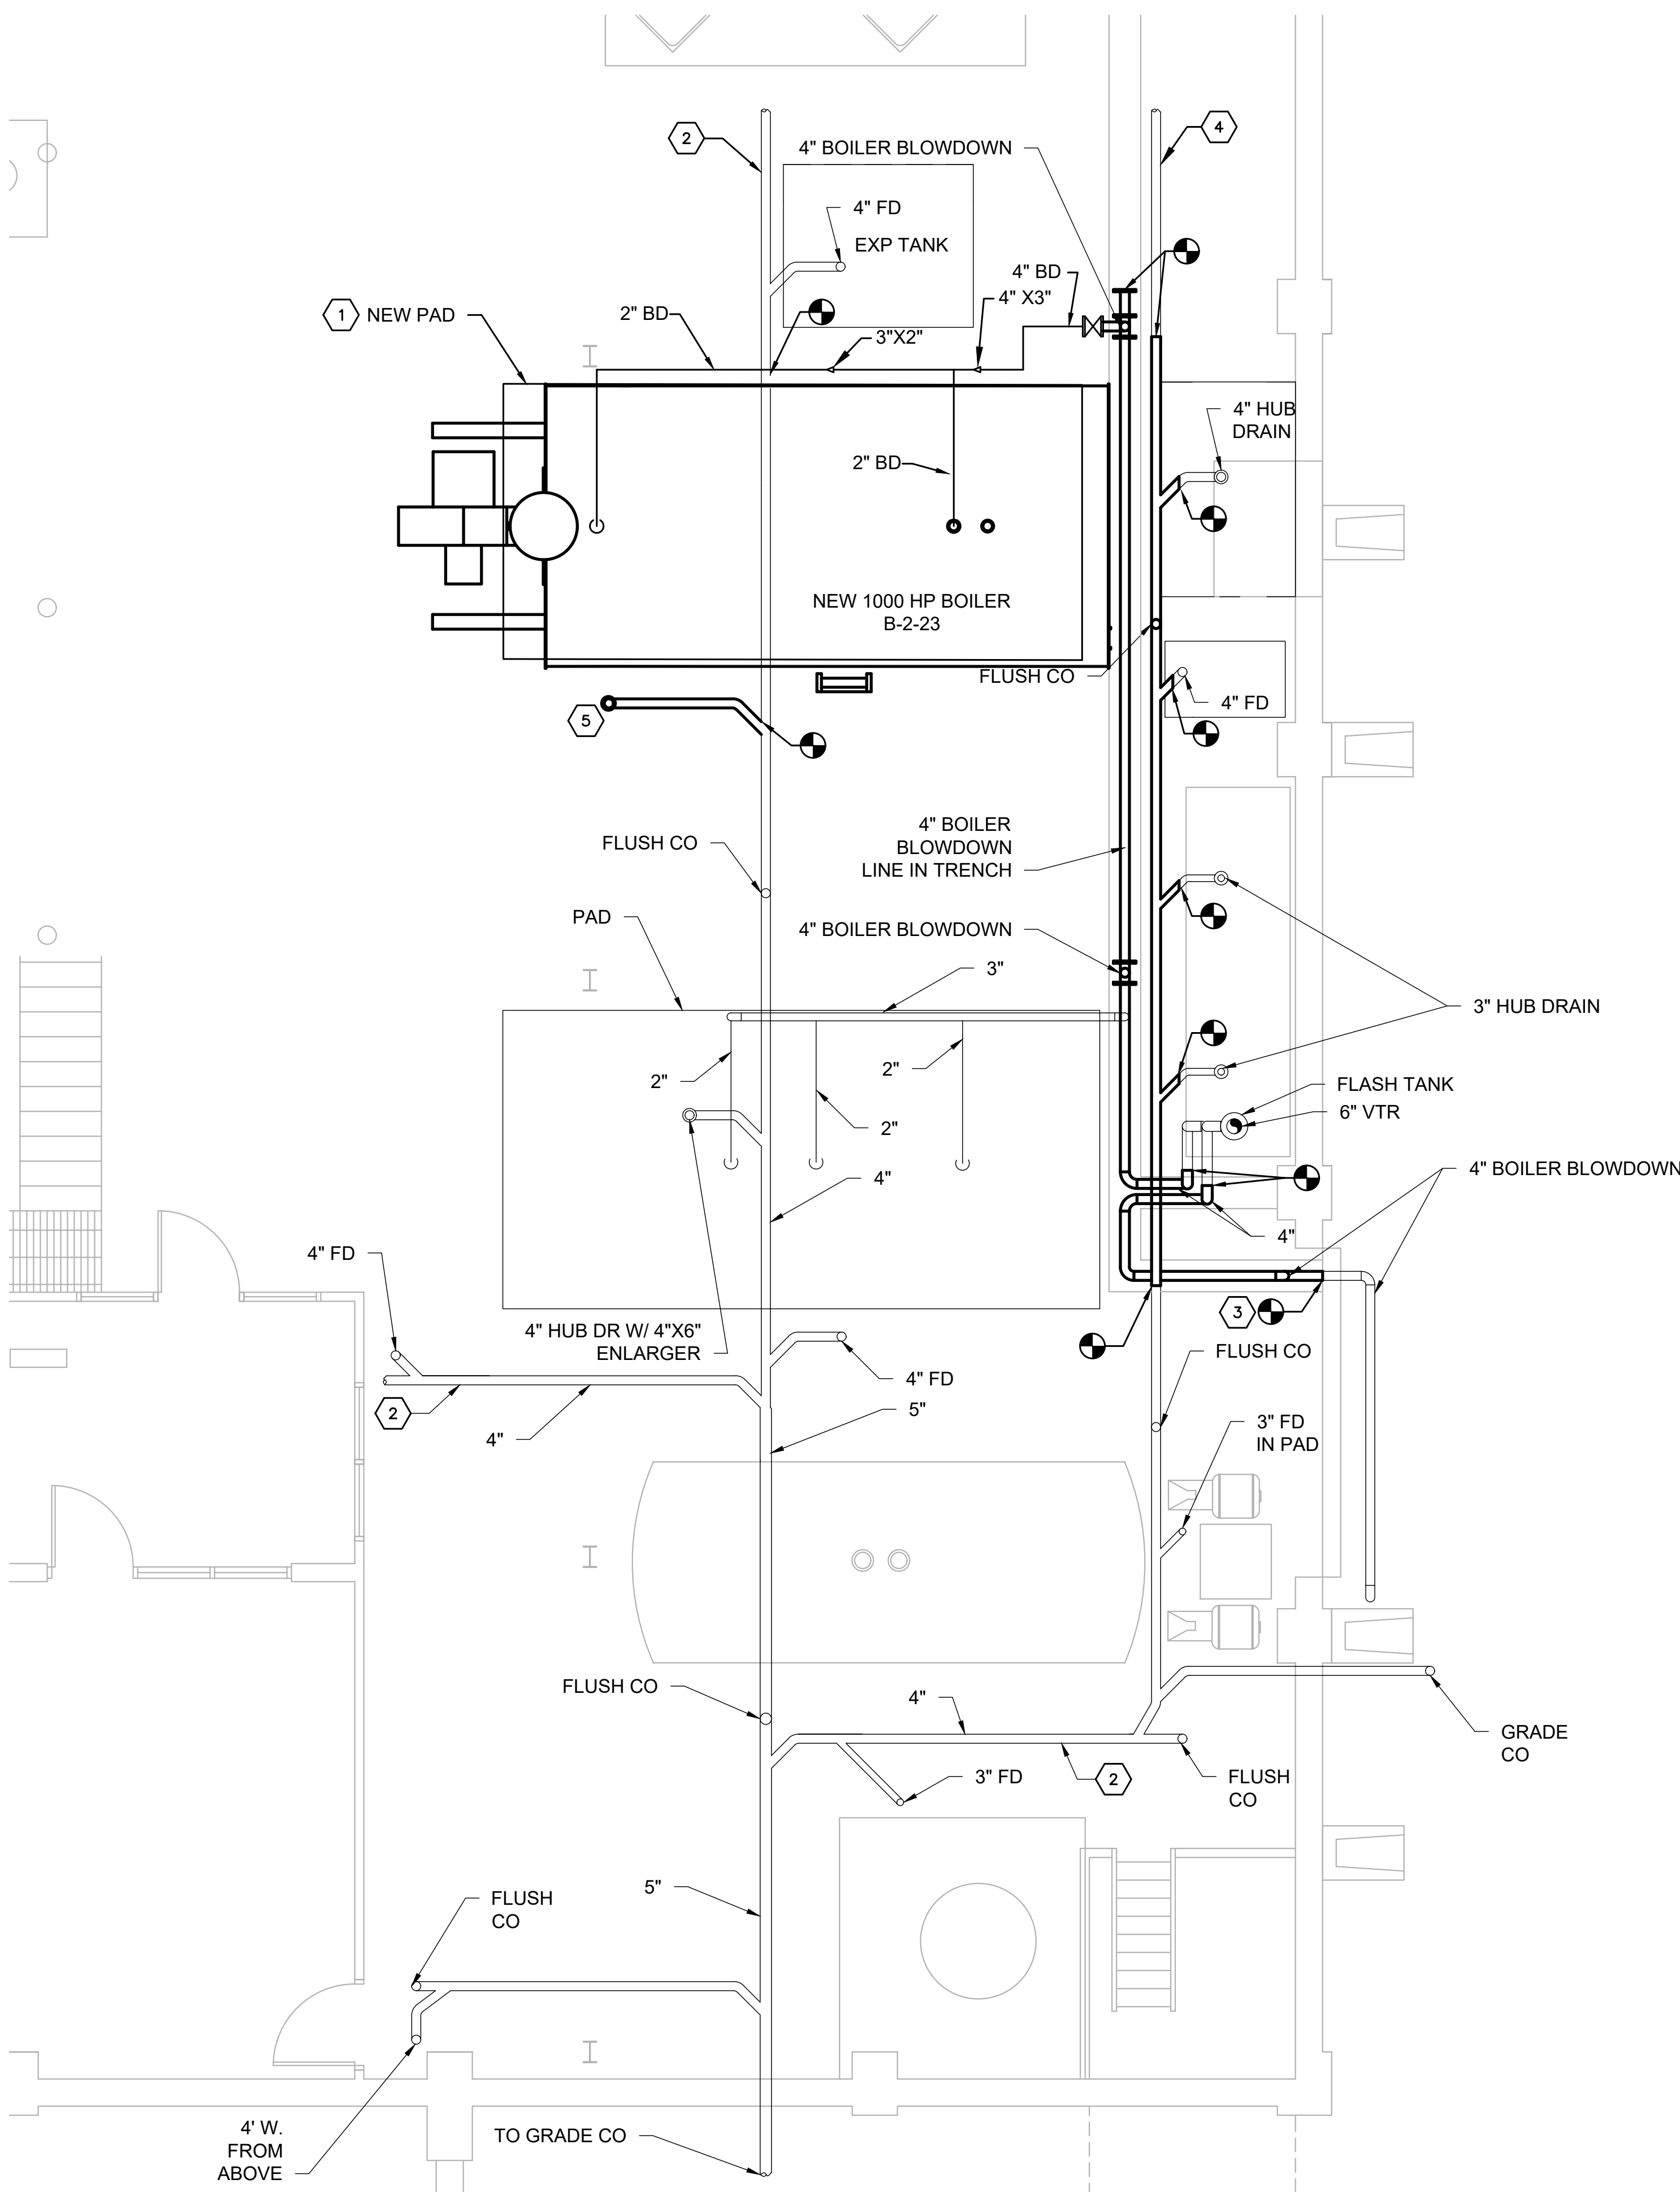 2
4
4" BOILER BLOWDOWN
4" FD
EXP TANK
4" BD
4" X3"
1
NEW PAD
2" BD
3"X2"
4" HUB
DRAIN
2" BD
NEW 1000 HP BOILER
B-2-23
FLUSH CO
4" FD
5
4" BOILER
BLOWDOWN
LINE IN TRENCH
FLUSH CO
PAD
4" BOILER BLOWDOWN
3"
3" HUB DRAIN
2"
2"
2"
FLASH TANK
6" VTR
4" BOILER BLOWDOWN
4"
4"
4" FD
3
4" HUB DR W/ 4"X6"
ENLARGER
FLUSH CO
4" FD
2
4"
5"
3" FD
IN PAD
FLUSH CO
4"
GRADE
CO
3" FD
2
FLUSH
CO
5"
FLUSH
CO
4' W.
FROM
ABOVE
TO GRADE CO